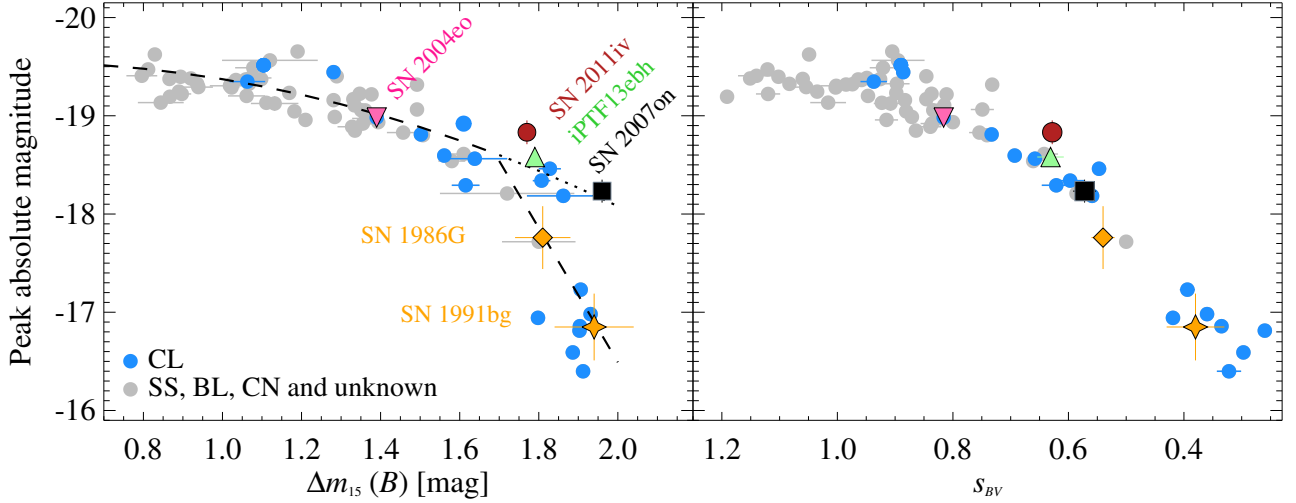 Peak absolute magnitude
-20
-19
-18
-17
-16
SN 2004eo
SN 2011iv
iPTF13ebh
SN 2007on
SN 1986G
SN 1991bg
CL
SS, BL, CN and unknown
0.8 1.0 1.2 1.4 1.6 1.8 2.0
1.2 1.0 0.8 0.6 0.4
Δm₁₅ (B) [mag]
s_BV